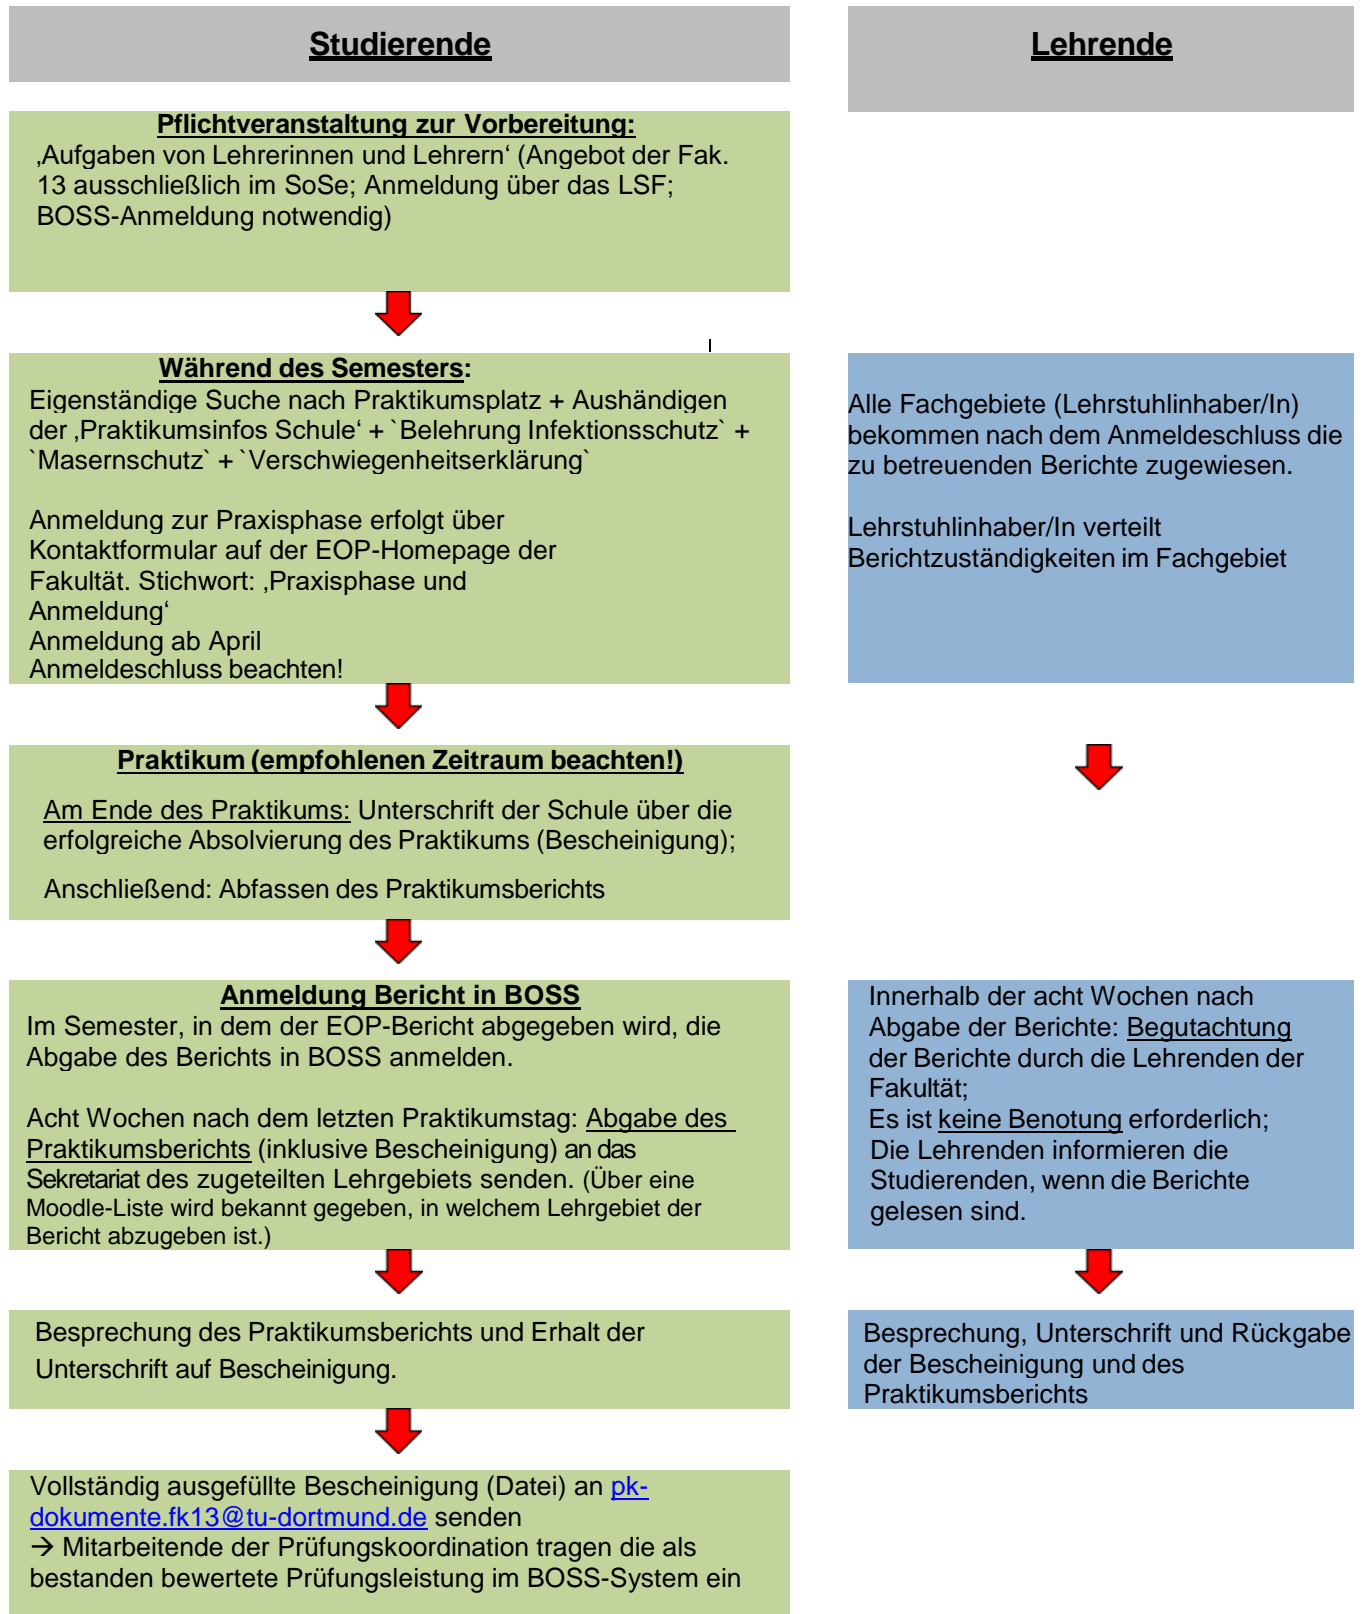 Studierende
Lehrende
Pflichtveranstaltung zur Vorbereitung:
‚Aufgaben von Lehrerinnen und Lehrern‘ (Angebot der Fak.
13 ausschließlich im SoSe; Anmeldung über das LSF;
BOSS-Anmeldung notwendig)
Während des Semesters:
Eigenständige Suche nach Praktikumsplatz + Aushändigen
der ‚Praktikumsinfos Schule‘ + `Belehrung Infektionsschutz` +
`Masernschutz` + `Verschwiegenheitserklärung`
Anmeldung zur Praxisphase erfolgt über
Kontaktformular auf der EOP-Homepage der
Fakultät. Stichwort: ‚Praxisphase und
Anmeldung‘
Anmeldung ab April
Anmeldeschluss beachten!
Alle Fachgebiete (Lehrstuhlinhaber/In)
bekommen nach dem Anmeldeschluss die
zu betreuenden Berichte zugewiesen.
Lehrstuhlinhaber/In verteilt
Berichtzuständigkeiten im Fachgebiet
Praktikum (empfohlenen Zeitraum beachten!)
Am Ende des Praktikums: Unterschrift der Schule über die
erfolgreiche Absolvierung des Praktikums (Bescheinigung);
Anschließend: Abfassen des Praktikumsberichts
Anmeldung Bericht in BOSS
Im Semester, in dem der EOP-Bericht abgegeben wird, die
Abgabe des Berichts in BOSS anmelden.
Acht Wochen nach dem letzten Praktikumstag: Abgabe des
Praktikumsberichts (inklusive Bescheinigung) an das
Sekretariat des zugeteilten Lehrgebiets senden. (Über eine
Moodle-Liste wird bekannt gegeben, in welchem Lehrgebiet der
Bericht abzugeben ist.)
Innerhalb der acht Wochen nach
Abgabe der Berichte: Begutachtung
der Berichte durch die Lehrenden der
Fakultät;
Es ist keine Benotung erforderlich;
Die Lehrenden informieren die
Studierenden, wenn die Berichte
gelesen sind.
Besprechung des Praktikumsberichts und Erhalt der
Unterschrift auf Bescheinigung.
Besprechung, Unterschrift und Rückgabe
der Bescheinigung und des
Praktikumsberichts
Vollständig ausgefüllte Bescheinigung (Datei) an pk-
dokumente.fk13@tu-dortmund.de senden
→ Mitarbeitende der Prüfungskoordination tragen die als
bestanden bewertete Prüfungsleistung im BOSS-System ein